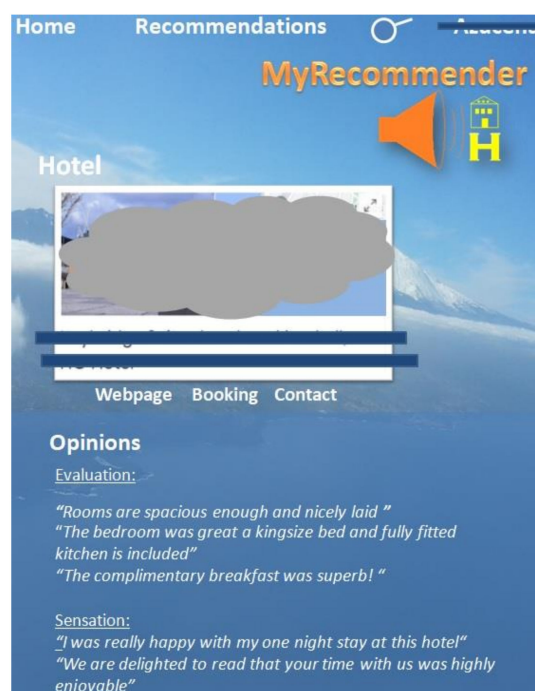 Home Recommendations
MyRecommender
H
Hotel
Webpage Booking Contact
Opinions
Evaluation:
“Rooms are spacious enough and nicely laid ”
“The bedroom was great a kingsize bed and fully fitted
kitchen is included”
“The complimentary breakfast was superb! “
Sensation:
“I was really happy with my one night stay at this hotel“
“We are delighted to read that your time with us was highly
enjoyable”